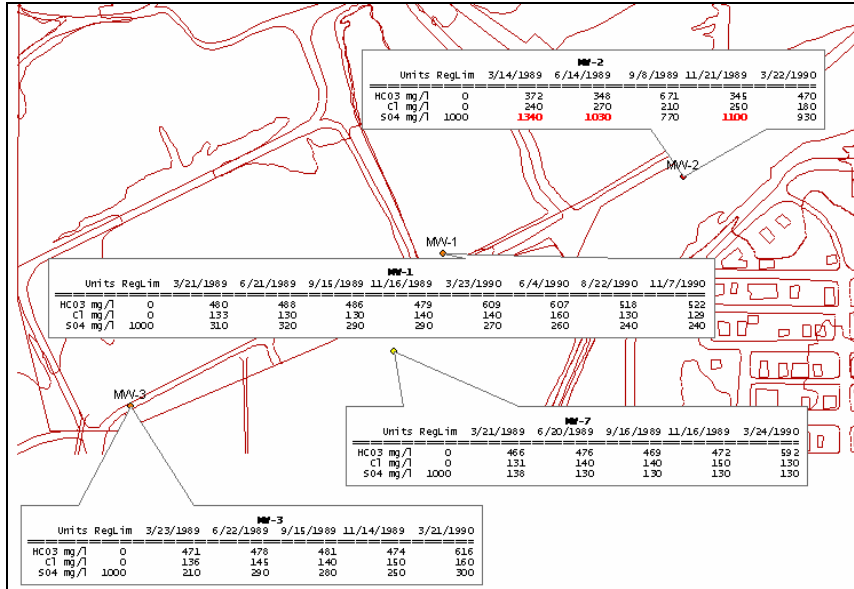 MW-2
Units RegLim 3/14/1989 6/14/1989 9/8/1989 11/21/1989 3/22/1990
HCO3 mg/l 0 372 348 671 345 470
Cl mg/l 0 240 270 210 250 180
SO4 mg/l 1000 1340 1030 770 1100 930
MW-2
MW-1
MW-1
Units RegLim 3/21/1989 6/21/1989 9/15/1989 11/16/1989 3/23/1990 6/4/1990 8/22/1990 11/7/1990
HCO3 mg/l 0 480 488 486 479 609 607 518 522
Cl mg/l 0 133 130 130 140 140 160 130 129
SO4 mg/l 1000 310 320 290 290 270 260 240 240
MW-3
MW-7
Units RegLim 3/21/1989 6/20/1989 9/16/1989 11/16/1989 3/24/1990
HCO3 mg/l 0 466 476 469 472 592
Cl mg/l 0 131 140 140 150 130
SO4 mg/l 1000 138 130 130 130 130
MW-3
Units RegLim 3/23/1989 6/22/1989 9/15/1989 11/14/1989 3/21/1990
HCO3 mg/l 0 471 478 481 474 616
Cl mg/l 0 136 145 140 150 160
SO4 mg/l 1000 210 290 280 250 300